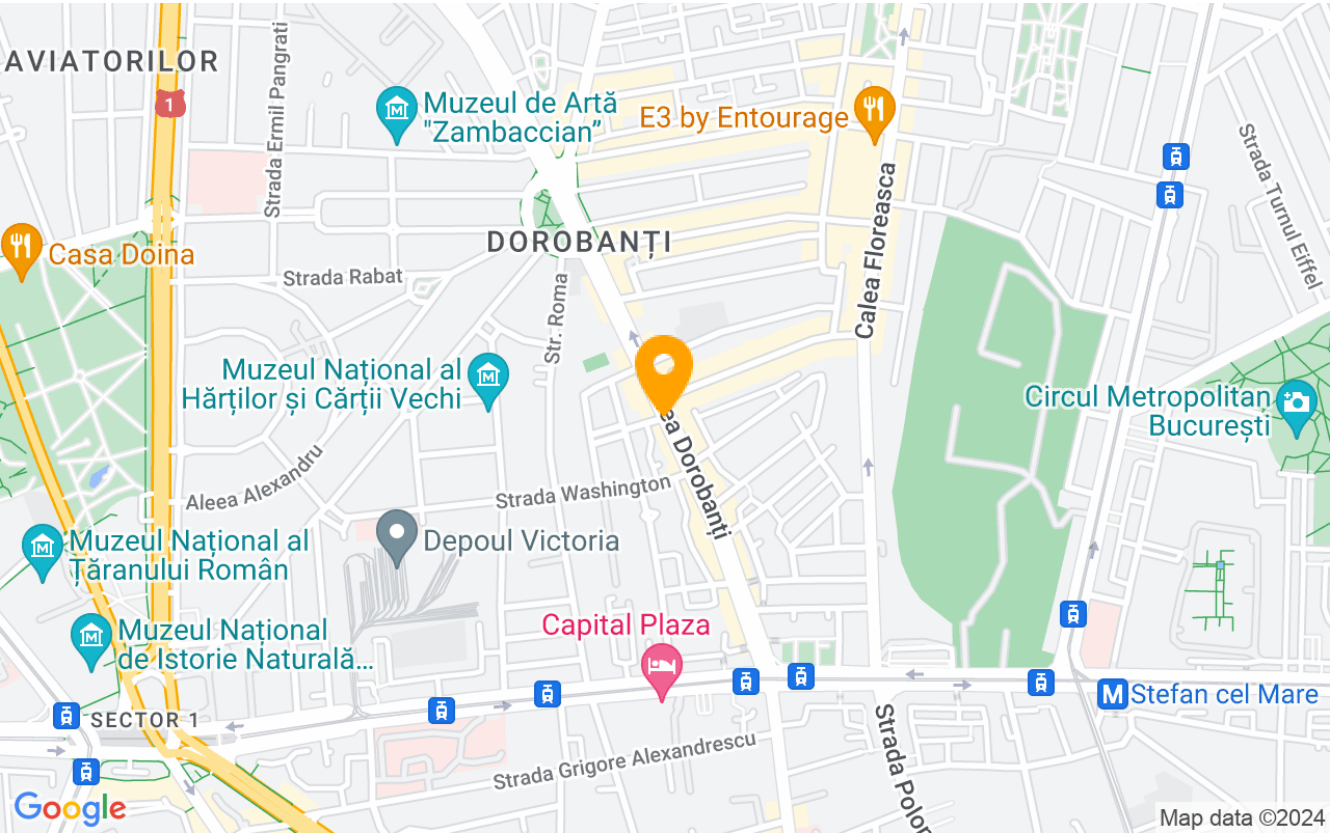 AVIATORILOR
1
Strada Ermil Pangrati
Muzeul de Artă
"Zambaccian”
E3 by Entourage
Strada Turnul Eiffel
Calea Floreasca
DOROBANȚI
Casa Doina
Strada Rabat
Str. Roma
Muzeul Național al
Hărților și Cărții Vechi
Circul Metropolitan
București
ea Dorobanți
Aleea Alexandru
Strada Washington
Muzeul Național al
Țăranului Român
Depoul Victoria
Muzeul Național
de Istorie Naturală...
Capital Plaza
M Stefan cel Mare
SECTOR 1
Strada Grigore Alexandrescu
Strada Polon
Google
Map data ©2024